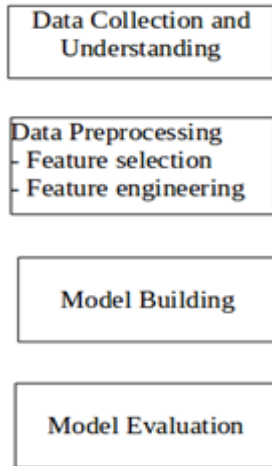 Data Collection and
Understanding
Data Preprocessing
- Feature selection
- Feature engineering
Model Building
Model Evaluation